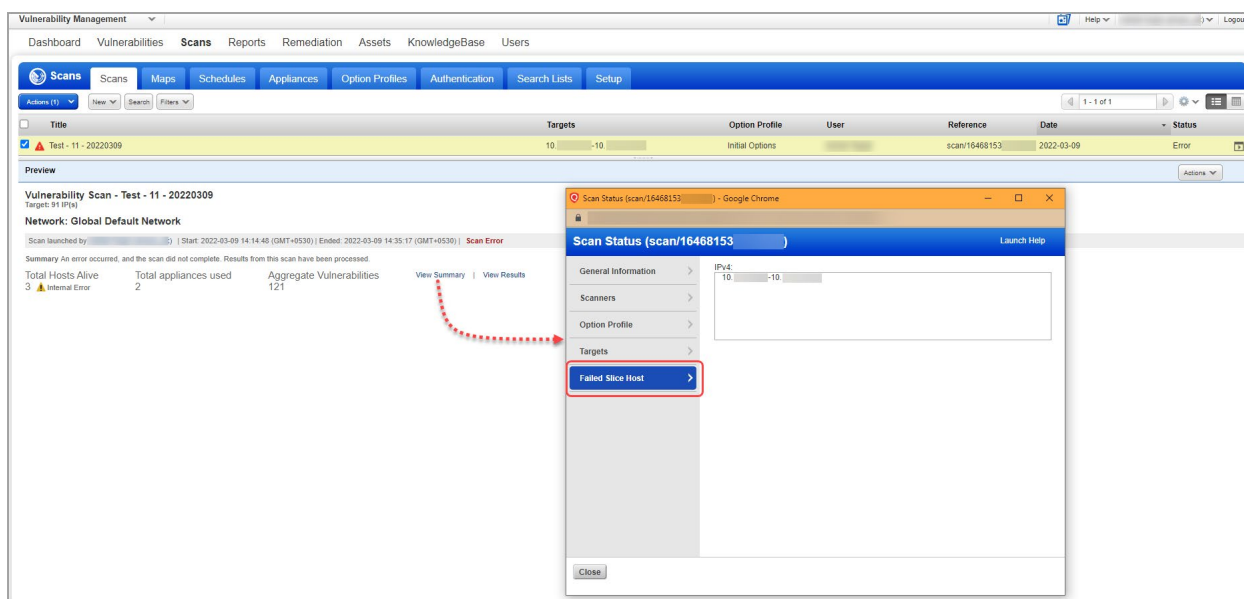 Vulnerability Management
Help
Logou
Dashboard Vulnerabilities Scans Reports Remediation Assets KnowledgeBase Users
Scans Scans Maps Schedules Appliances Option Profiles Authentication Search Lists Setup
Actions (1) New Search Filters 1 - 1 of 1
Title Targets Option Profile User Reference Date Status
Test - 11 - 20220309 10. -10. Initial Options scan/16468153 2022-03-09 Error
Preview
Actions
Vulnerability Scan - Test - 11 - 20220309
Target: 91 IP(s)
Network: Global Default Network
Scan launched by ) | Start: 2022-03-09 14:14:48 (GMT+0530) | Ended: 2022-03-09 14:35:17 (GMT+0530) | Scan Error
Summary An error occurred, and the scan did not complete. Results from this scan have been processed.
Total Hosts Alive Total appliances used Aggregate Vulnerabilities View Summary | View Results
3 Internal Error 2 121
Scan Status (scan/16468153 ) - Google Chrome
Scan Status (scan/16468153 ) Launch Help
General Information
Scanners
Option Profile
Targets
Failed Slice Host
IPv4:
10. -10.
Close